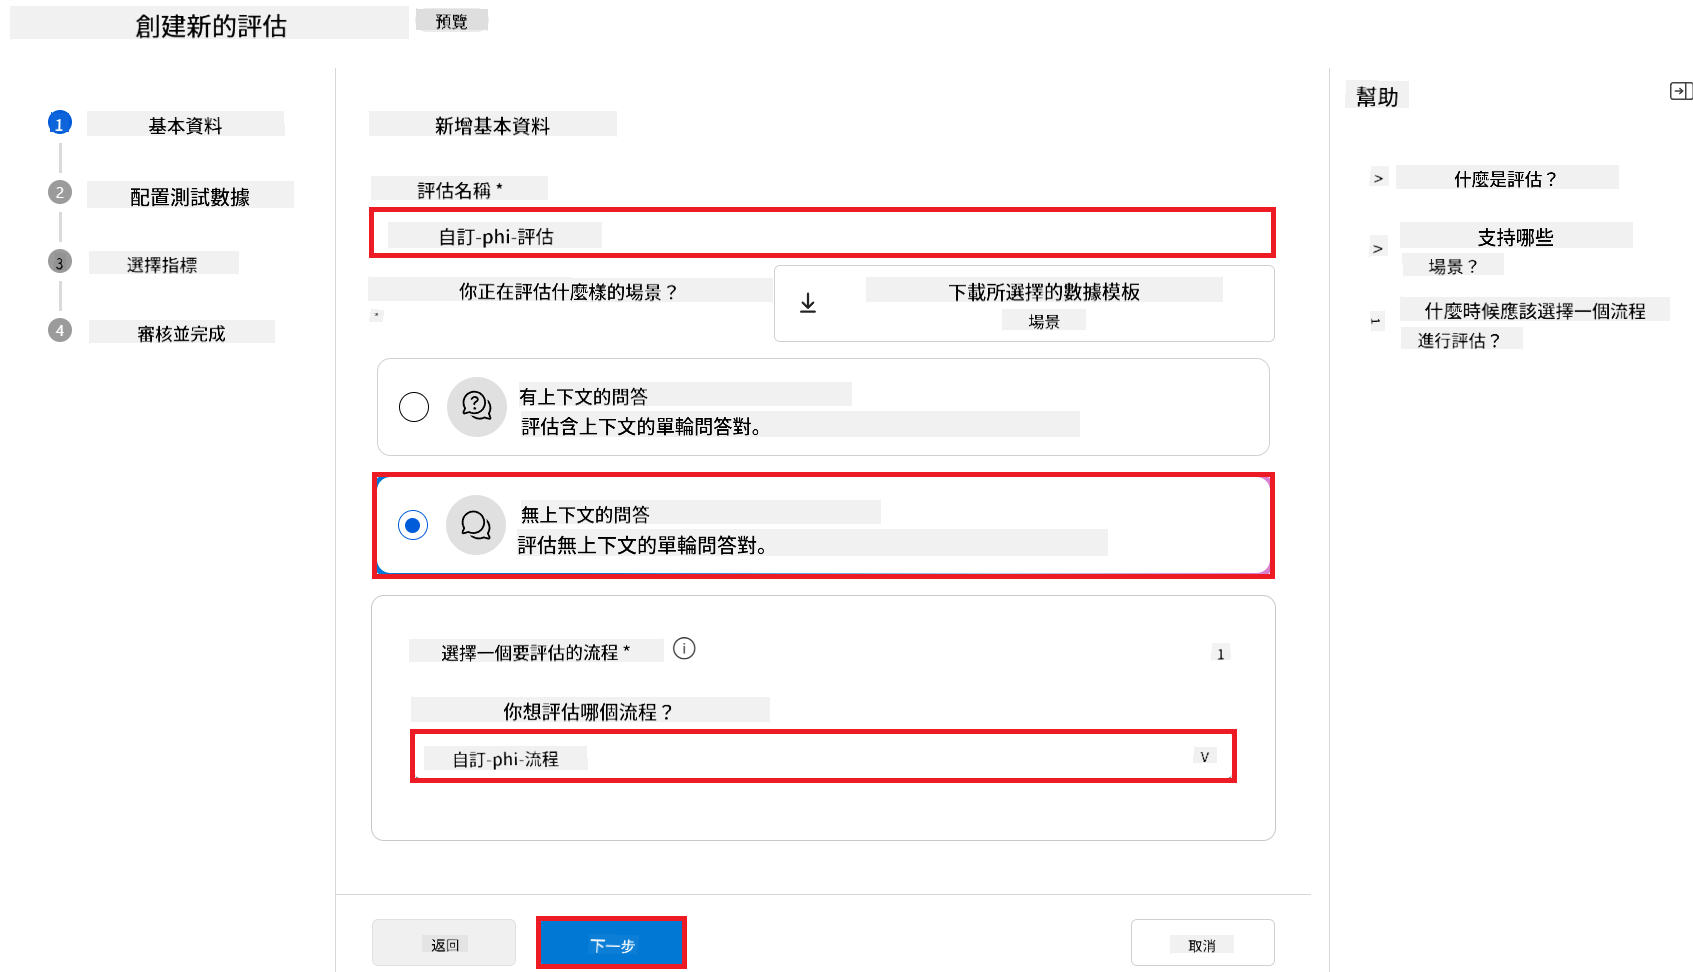 創建新的評估
預覽
1
基本資料
2
配置測試數據
3
選擇指標
4
審核並完成
新增基本資料
評估名稱 *
自訂-phi-評估
你正在評估什麼樣的場景？
*
下載所選擇的數據模板
場景
有上下文的問答
評估含上下文的單輪問答對。
無上下文的問答
評估無上下文的單輪問答對。
選擇一個要評估的流程 *
1
你想評估哪個流程？
自訂-phi-流程
V
返回
下一步
取消
幫助
> 什麼是評估？
> 支持哪些
場景？
1 什麼時候應該選擇一個流程
進行評估？